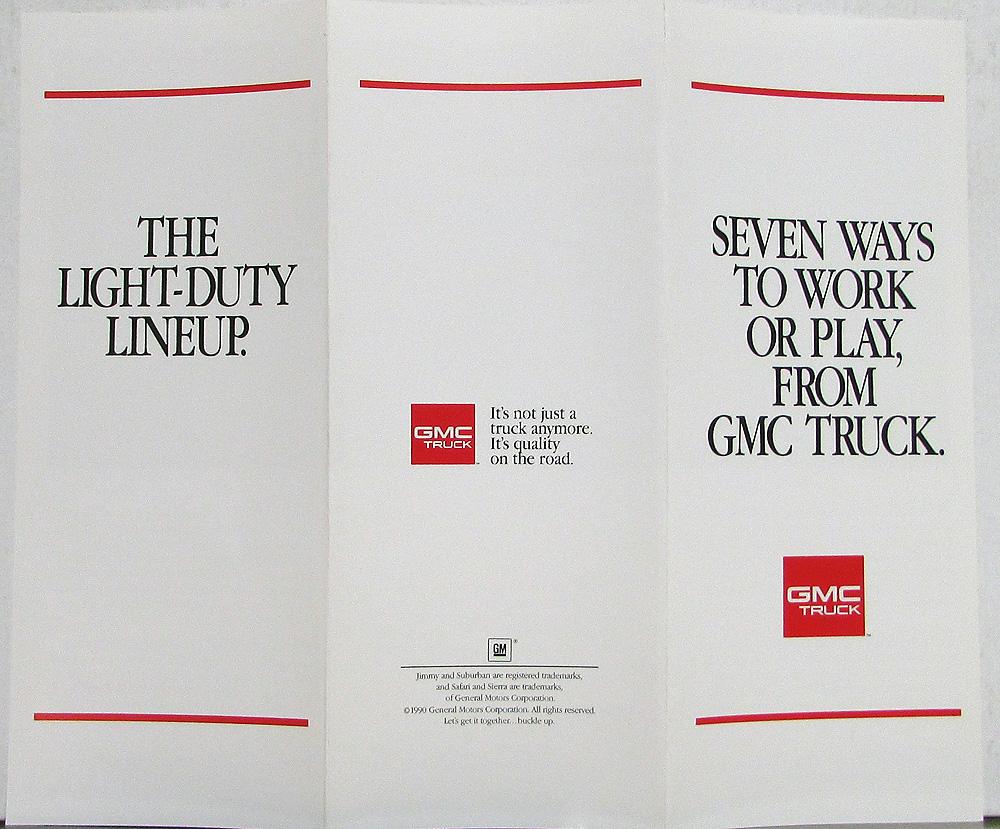 THE
LIGHT-DUTY
LINEUP.
GMC
TRUCK
It's not just a
truck anymore.
It's quality
on the road.
GM
Jimmy and Suburban are registered trademarks,
and Safari and Sierra are trademarks,
of General Motors Corporation.
©1990 General Motors Corporation. All rights reserved.
Let's get it together...buckle up.
SEVEN WAYS
TO WORK
OR PLAY,
FROM
GMC TRUCK.
GMC
TRUCK